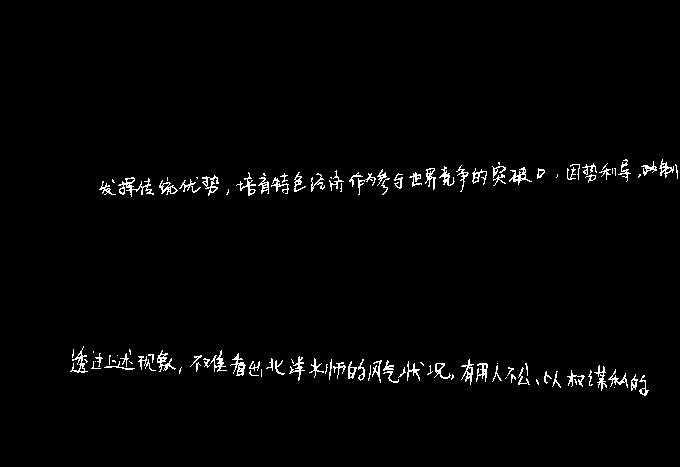 发挥传统优势，培育特色经济作为参与世界竞争的突破口，因势利导，
透过上述现象，不难看出北洋水师的风气状况，有用人不公、以权谋私的